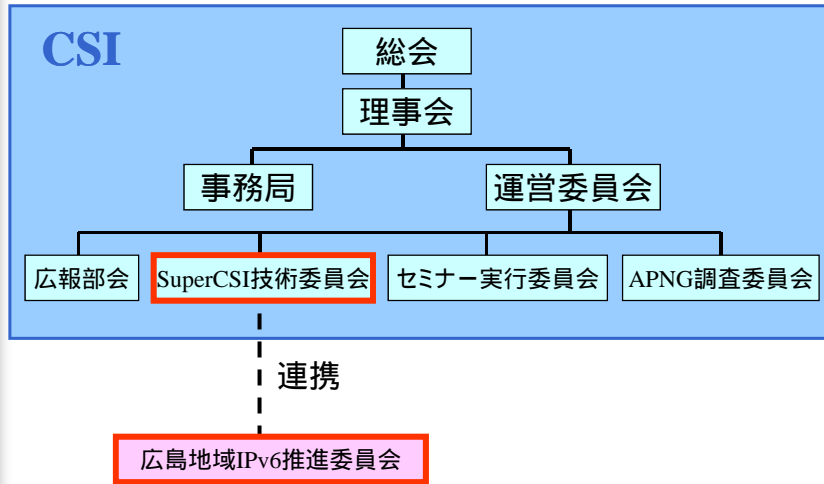 CSI
総会
理事会
事務局
運営委員会
広報部会
SuperCSI技術委員会
セミナー実行委員会
APNG調査委員会
連携
広島地域IPv6推進委員会